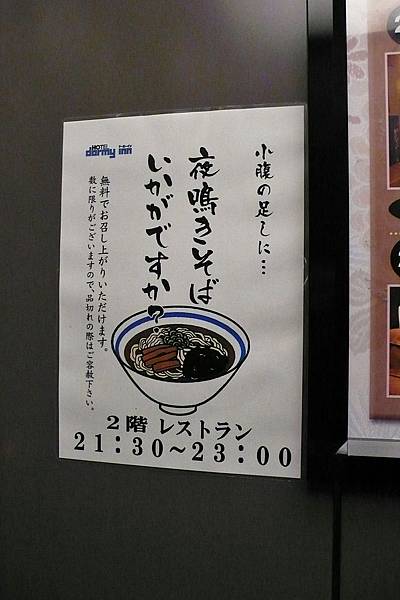 小腹の足しに…
夜鳴きそば
いかがですか？
無料でお召し上がりいただけます。
数に限りがございますので、品切れの際はご容赦下さい。
HOTEL
dormy inn
2階 レストラン
21:30～23:00